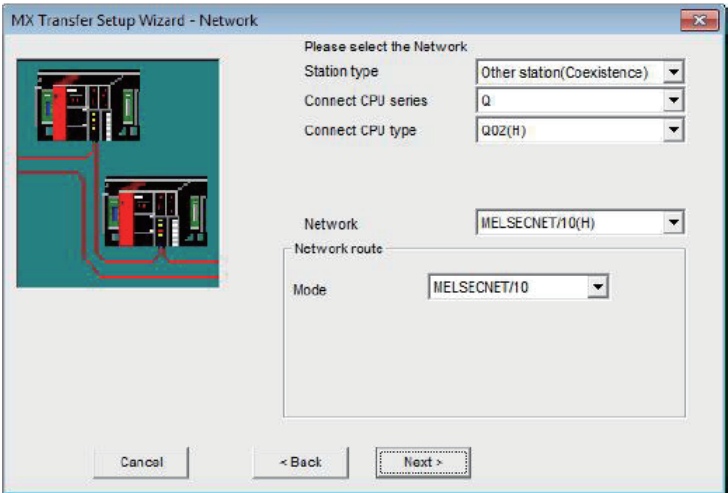 MX Transfer Setup Wizard - Network
Please select the Network
Station type Other station(Coexistence)
Connect CPU series Q
Connect CPU type Q02(H)
Network MELSECNET/10(H)
Network route
Mode MELSECNET/10
Cancel < Back Next >